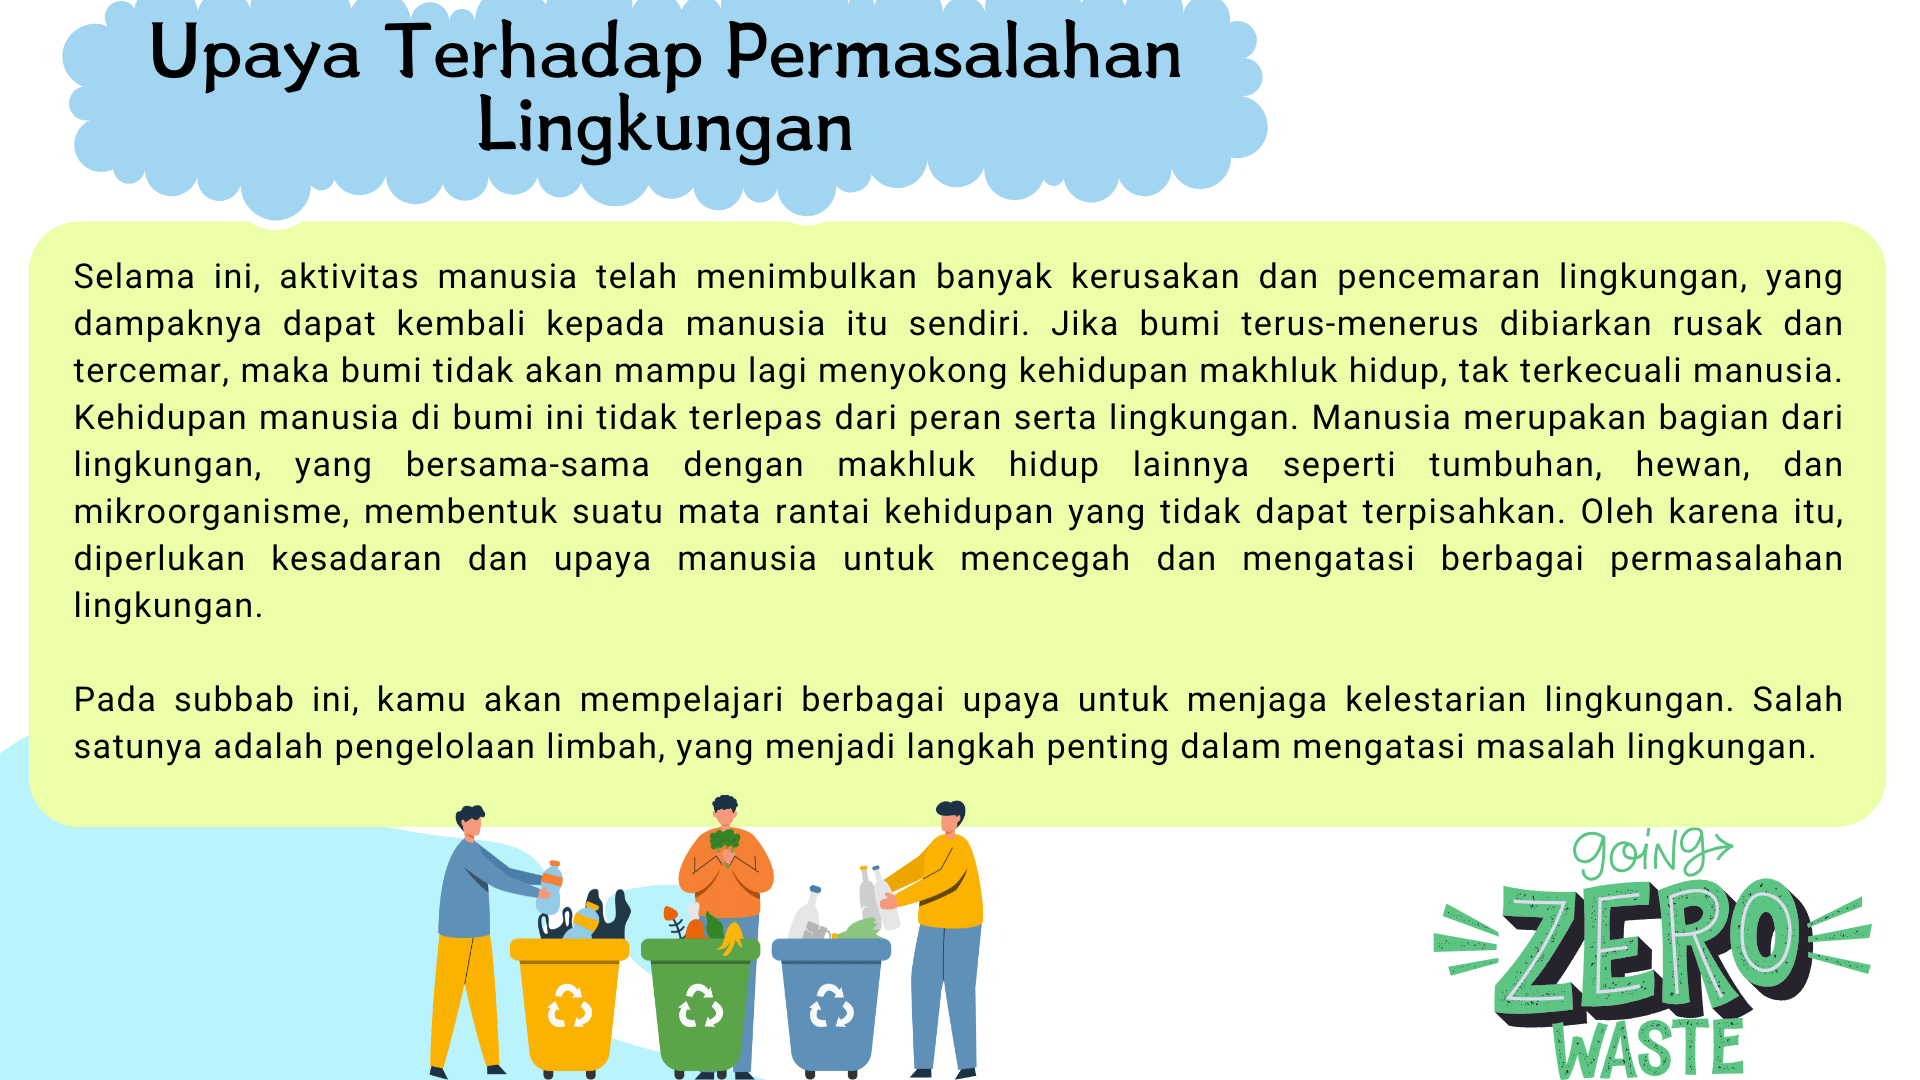 Upaya Terhadap Permasalahan
Lingkungan
Selama ini, aktivitas manusia telah menimbulkan banyak kerusakan dan pencemaran lingkungan, yang
dampaknya dapat kembali kepada manusia itu sendiri. Jika bumi terus-menerus dibiarkan rusak dan
tercemar, maka bumi tidak akan mampu lagi menyokong kehidupan makhluk hidup, tak terkecuali manusia.
Kehidupan manusia di bumi ini tidak terlepas dari peran serta lingkungan. Manusia merupakan bagian dari
lingkungan, yang bersama-sama dengan makhluk hidup lainnya seperti tumbuhan, hewan, dan
mikroorganisme, membentuk suatu mata rantai kehidupan yang tidak dapat terpisahkan. Oleh karena itu,
diperlukan kesadaran dan upaya manusia untuk mencegah dan mengatasi berbagai permasalahan
lingkungan.
Pada subbab ini, kamu akan mempelajari berbagai upaya untuk menjaga kelestarian lingkungan. Salah
satunya adalah pengelolaan limbah, yang menjadi langkah penting dalam mengatasi masalah lingkungan.
going
ZERO
WASTE